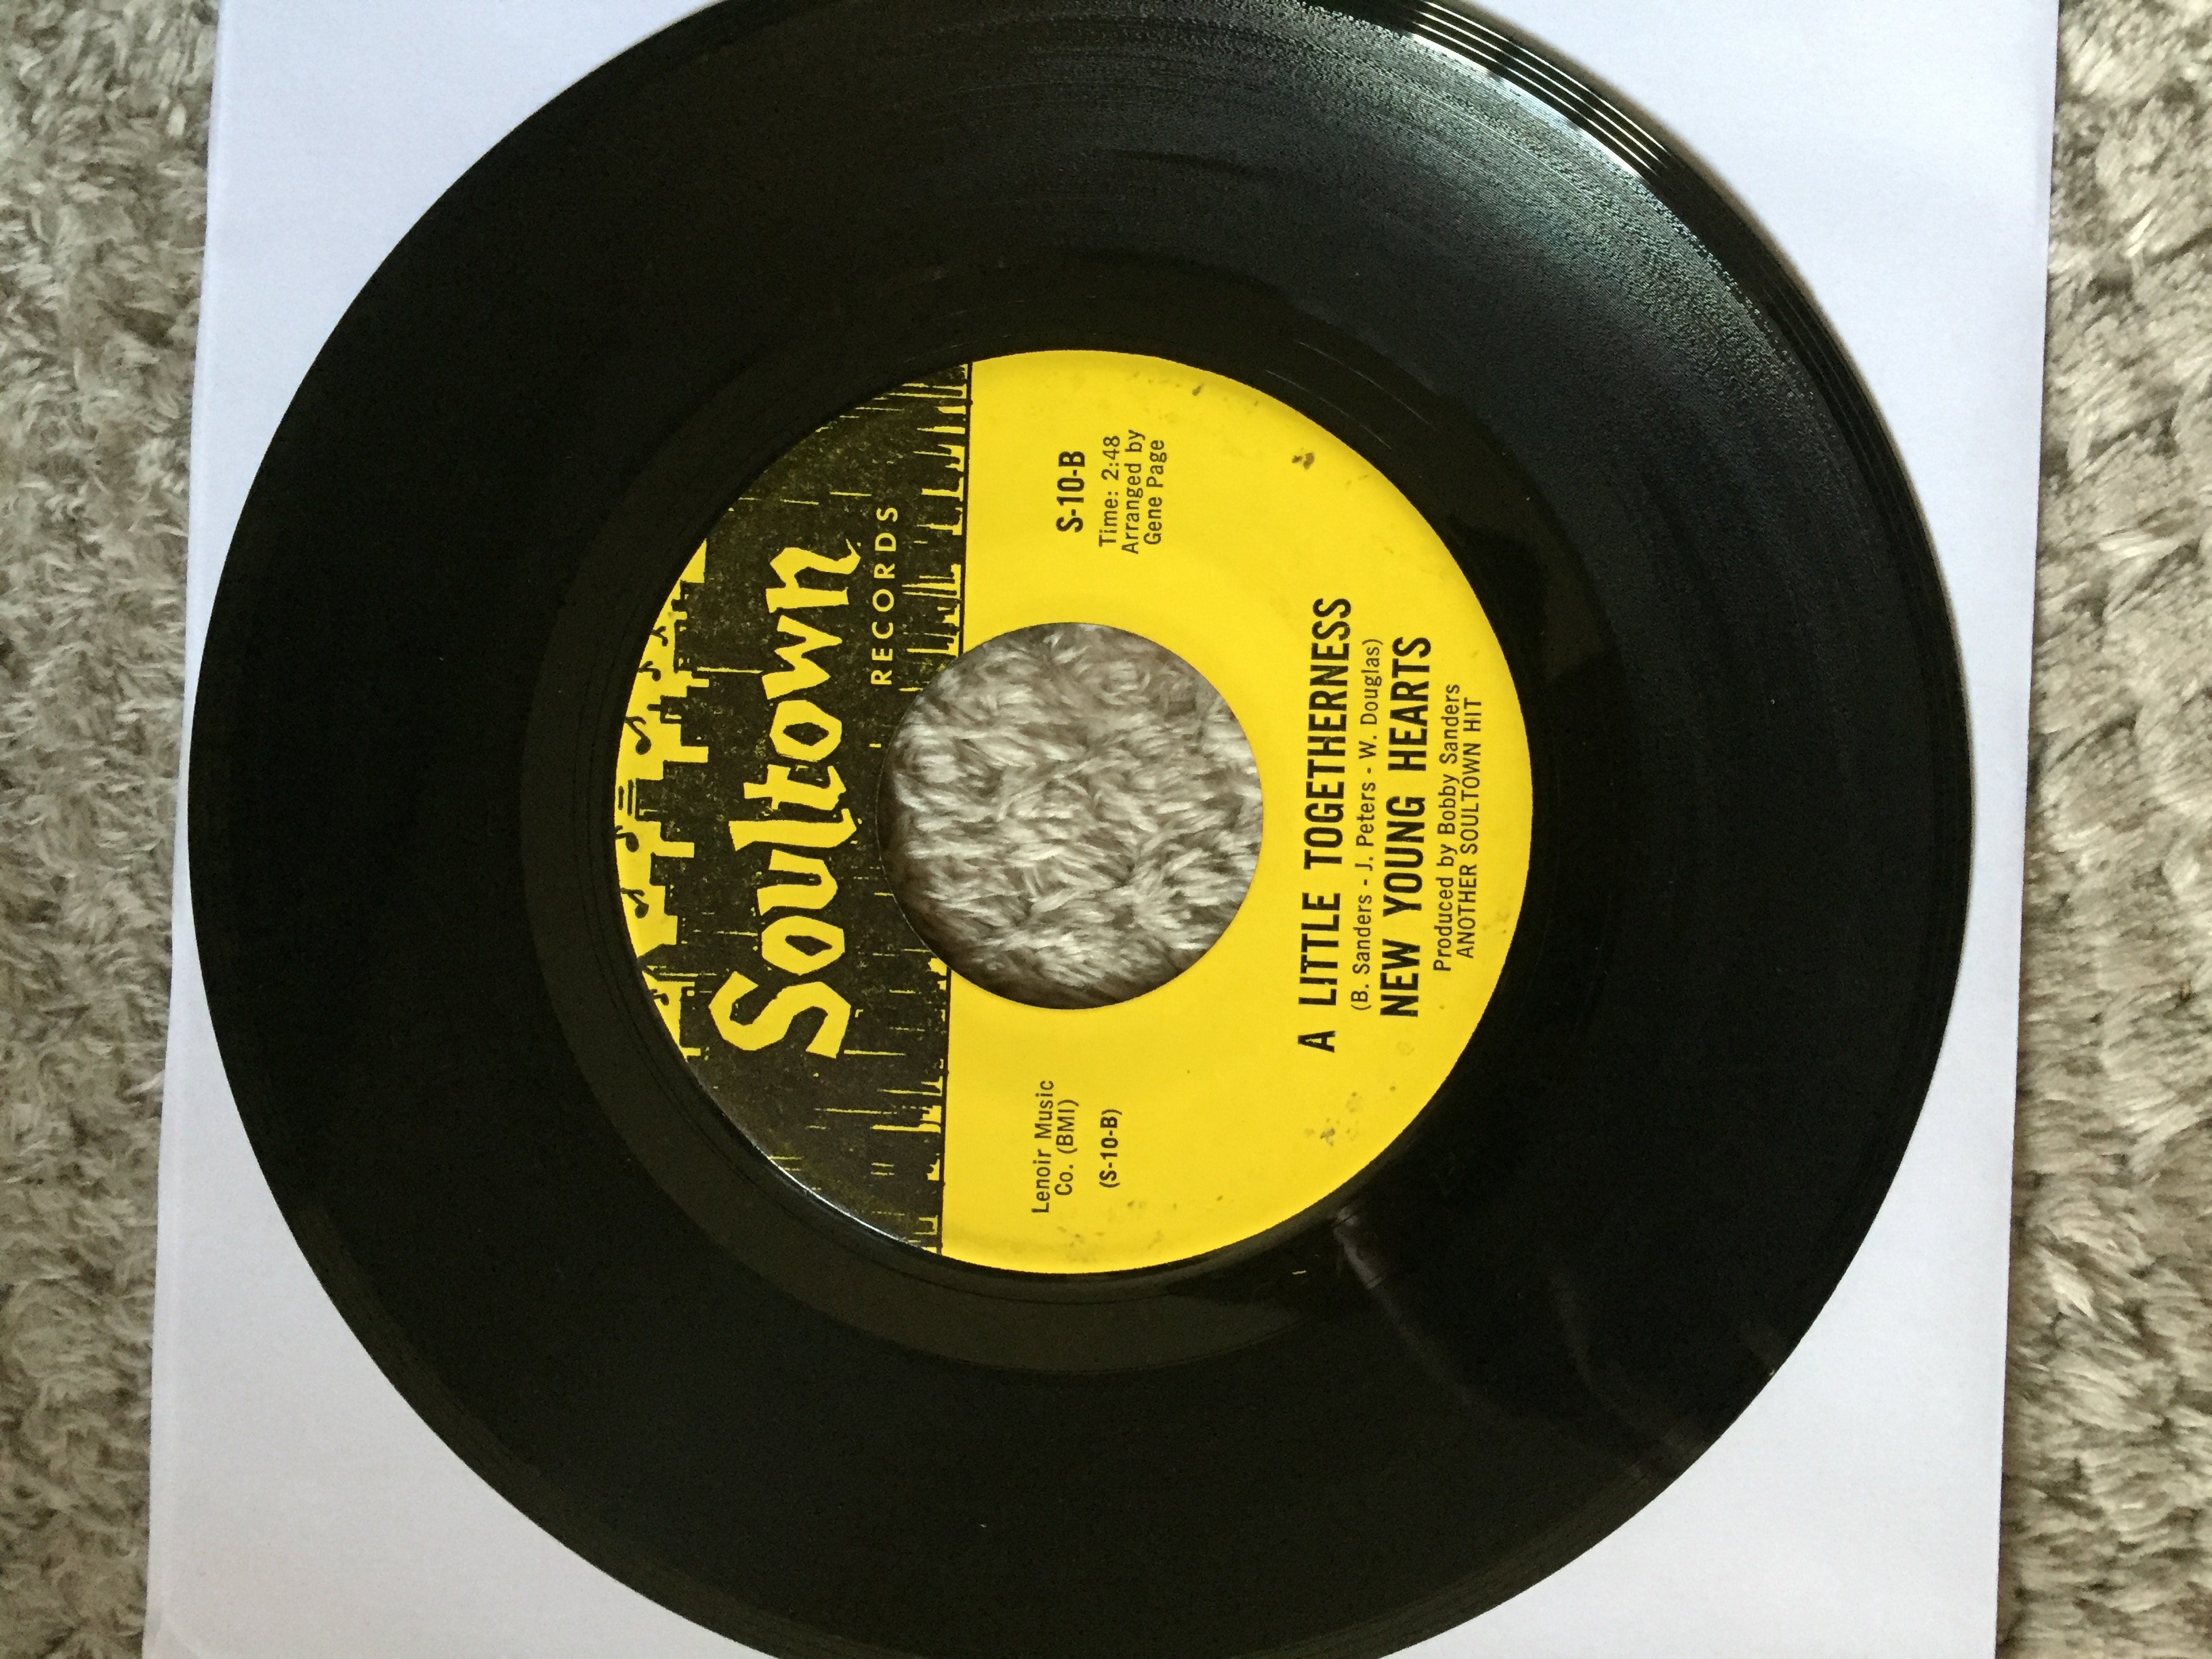 Soultown
RECORDS
Lenoir Music
Co. (BMI)
(S-10-B)
S-10-B
Time: 2:48
Arranged by
Gene Page
A LITTLE TOGETHERNESS
(B. Sanders - J. Peters - W. Douglas)
NEW YOUNG HEARTS
Produced by Bobby Sanders
ANOTHER SOULTOWN HIT